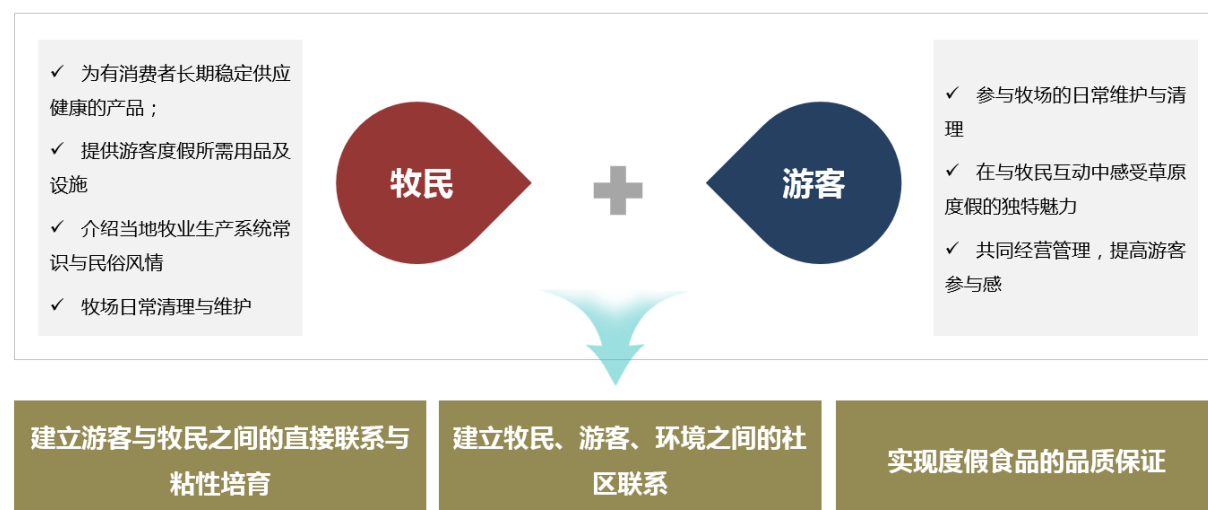 ✓ 为有消费者长期稳定供应
健康的产品；
✓ 提供游客度假所需用品及
设施
✓ 介绍当地牧业生产系统常
识与民俗风情
✓ 牧场日常清理与维护
牧民
游客
✓ 参与牧场的日常维护与清
理
✓ 在与牧民互动中感受草原
度假的独特魅力
✓ 共同经营管理，提高游客
参与感
建立游客与牧民之间的直接联系与
粘性培育
建立牧民、游客、环境之间的社
区联系
实现度假食品的品质保证